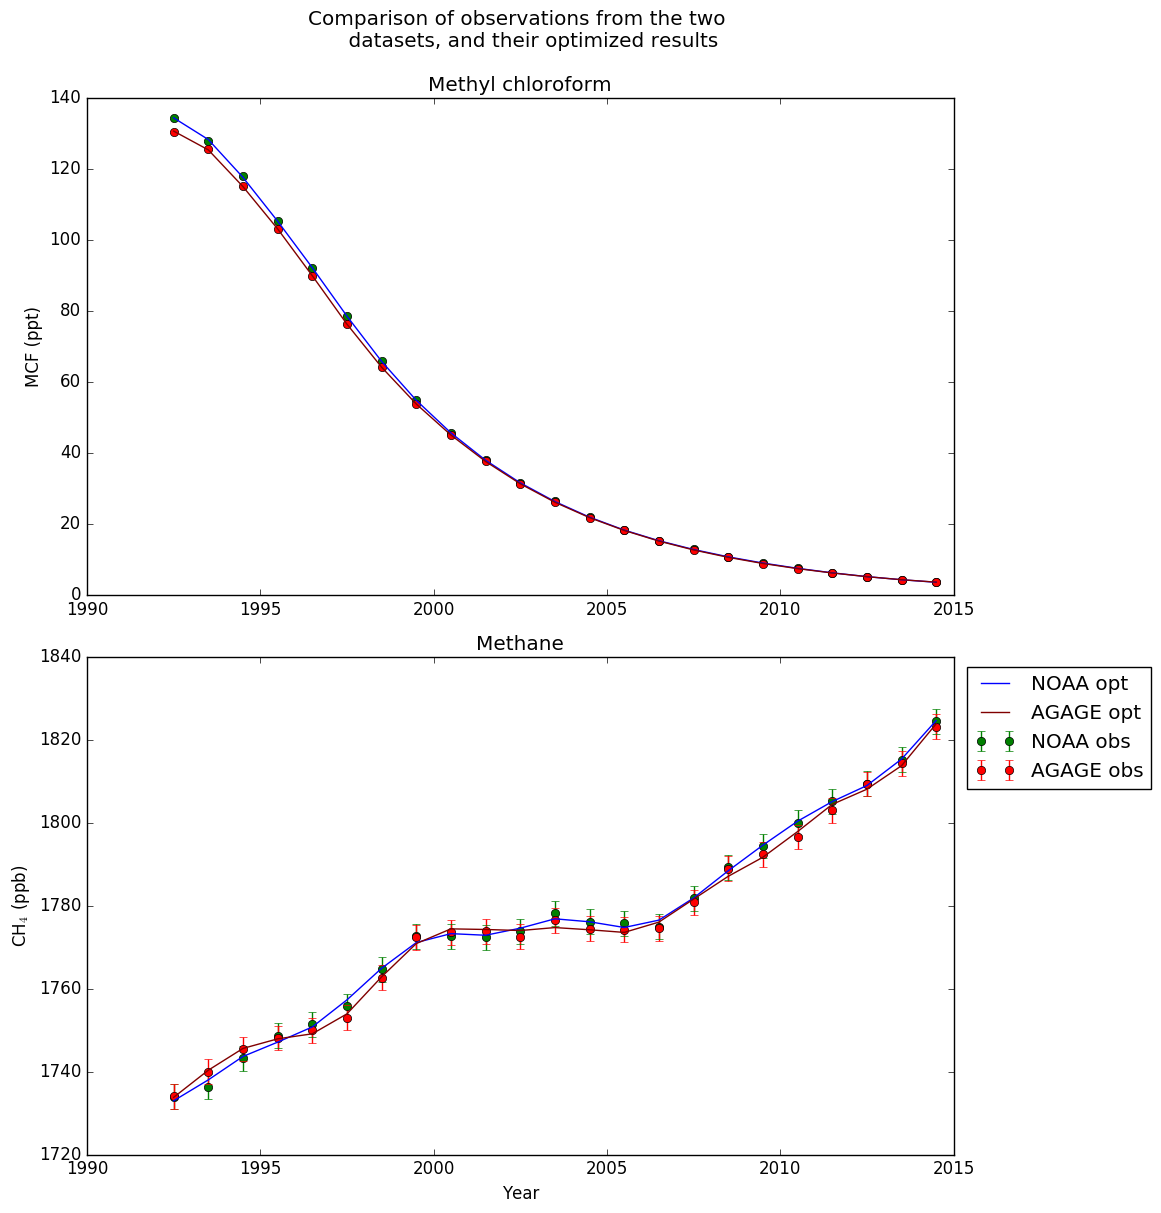 Comparison of observations from the two
datasets, and their optimized results
Methyl chloroform
140
120
100
80
60
40
20
0
MCF (ppt)
1990 1995 2000 2005 2010 2015
Methane
1840
1820
1800
1780
1760
1740
1720
CH₄ (ppb)
1990 1995 2000 2005 2010 2015
Year
NOAA opt
AGAGE opt
NOAA obs
AGAGE obs